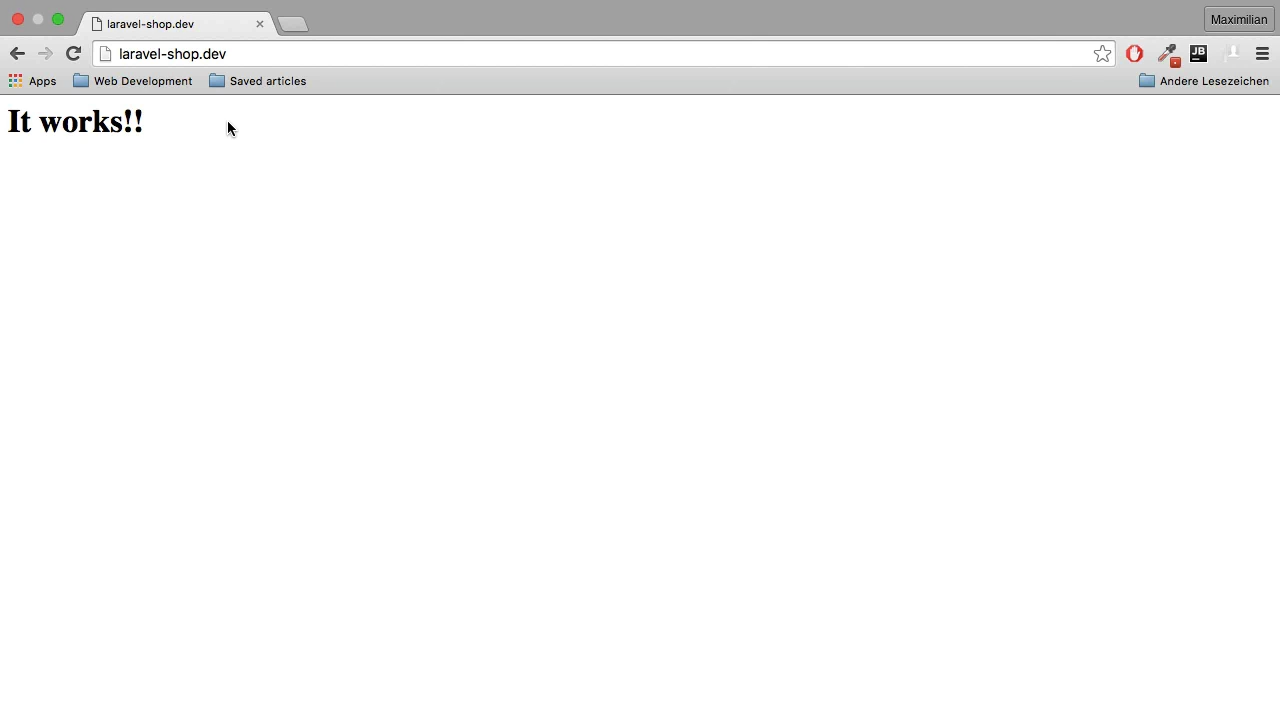 laravel-shop.dev
Maximilian
laravel-shop.dev
JB
Apps
Web Development
Saved articles
Andere Lesezeichen
It works!!